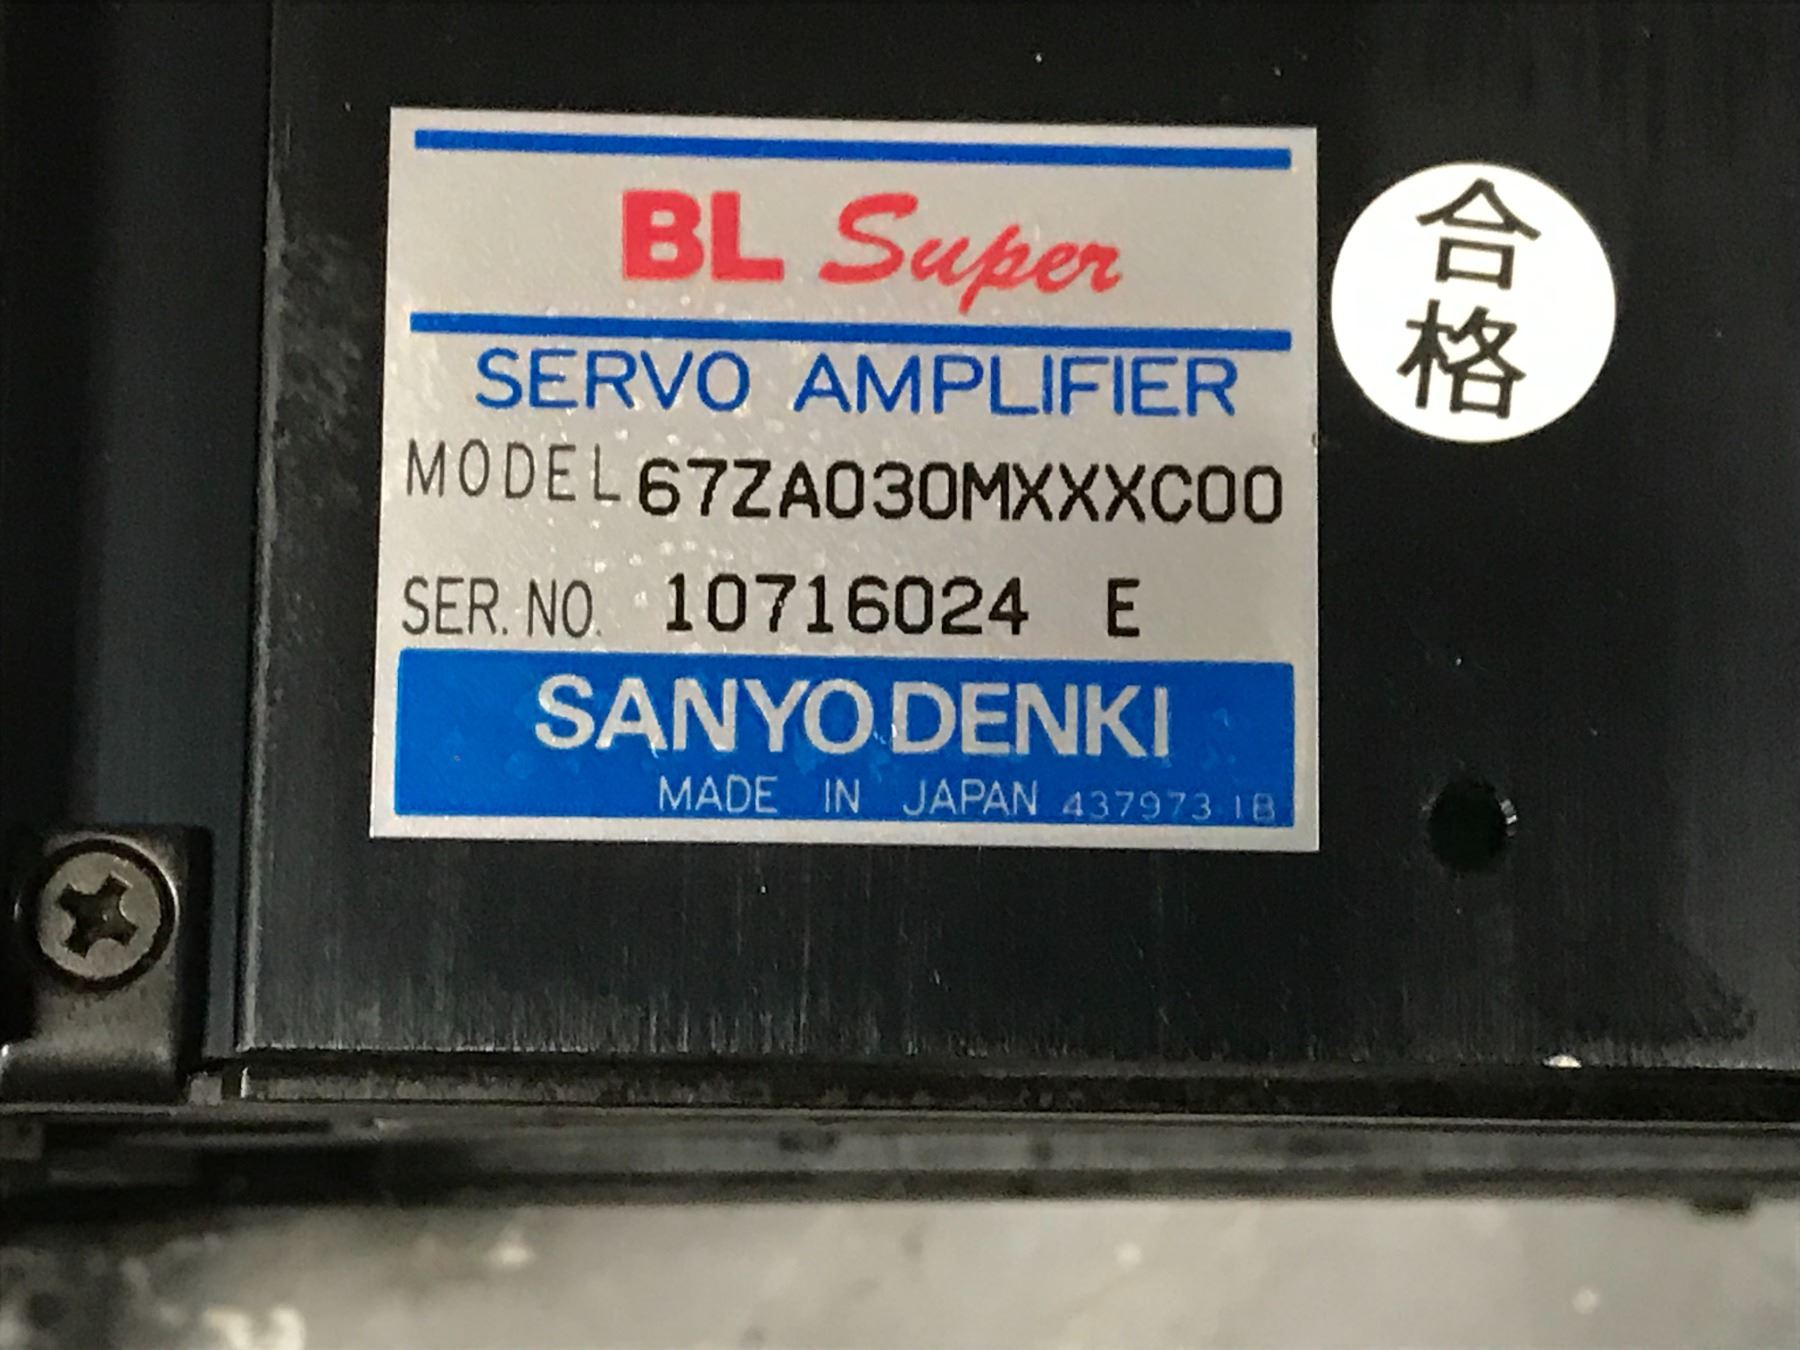 BL Super
SERVO AMPLIFIER
MODEL 67ZA030MXXXC00
SER. NO. 10716024 E
SANYO DENKI
MADE IN JAPAN 437973-1B
合
格